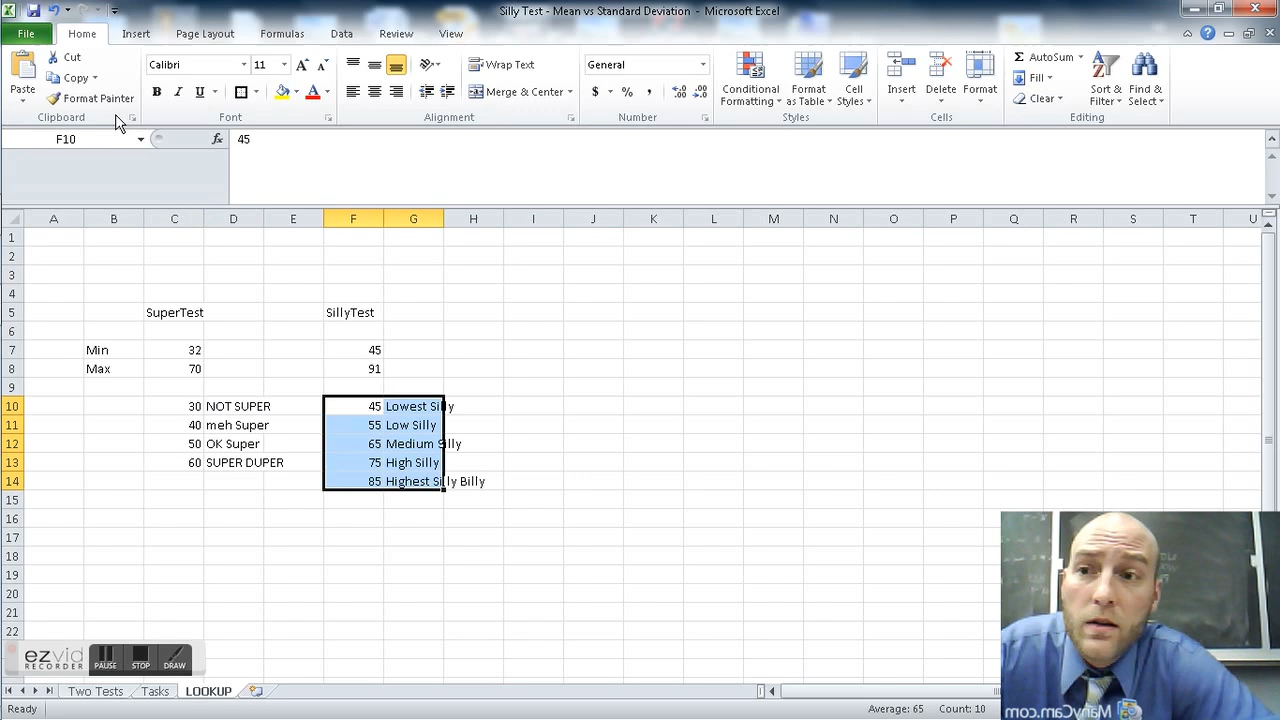 Silly Test - Mean vs Standard Deviation - Microsoft Excel
File Home Insert Page Layout Formulas Data Review View
Paste
Cut
Copy
Format Painter
Clipboard
Calibri 11
B I U A
Font
Wrap Text
Merge & Center
Alignment
General
$ % ,
Number
Conditional Formatting
Format as Table
Cell Styles
Styles
Insert
Delete
Format
Cells
Σ AutoSum
Fill
Clear
Sort & Filter
Find & Select
Editing
F10 fx 45
A B C D E F G H I J K L M N O P Q R S T U
1
2
3
4
5 SuperTest SillyTest
6
7 Min 32 45
8 Max 70 91
9
10 30 NOT SUPER 45 Lowest Silly
11 40 meh Super 55 Low Silly
12 50 OK Super 65 Medium Silly
13 60 SUPER DUPER 75 High Silly
14 85 Highest Silly Billy
15
16
17
18
19
20
21
22
ezvid
RECORDER
PAUSE STOP DRAW
Two Tests Tasks LOOKUP
Ready Average: 65 Count: 10
ManyCam.com